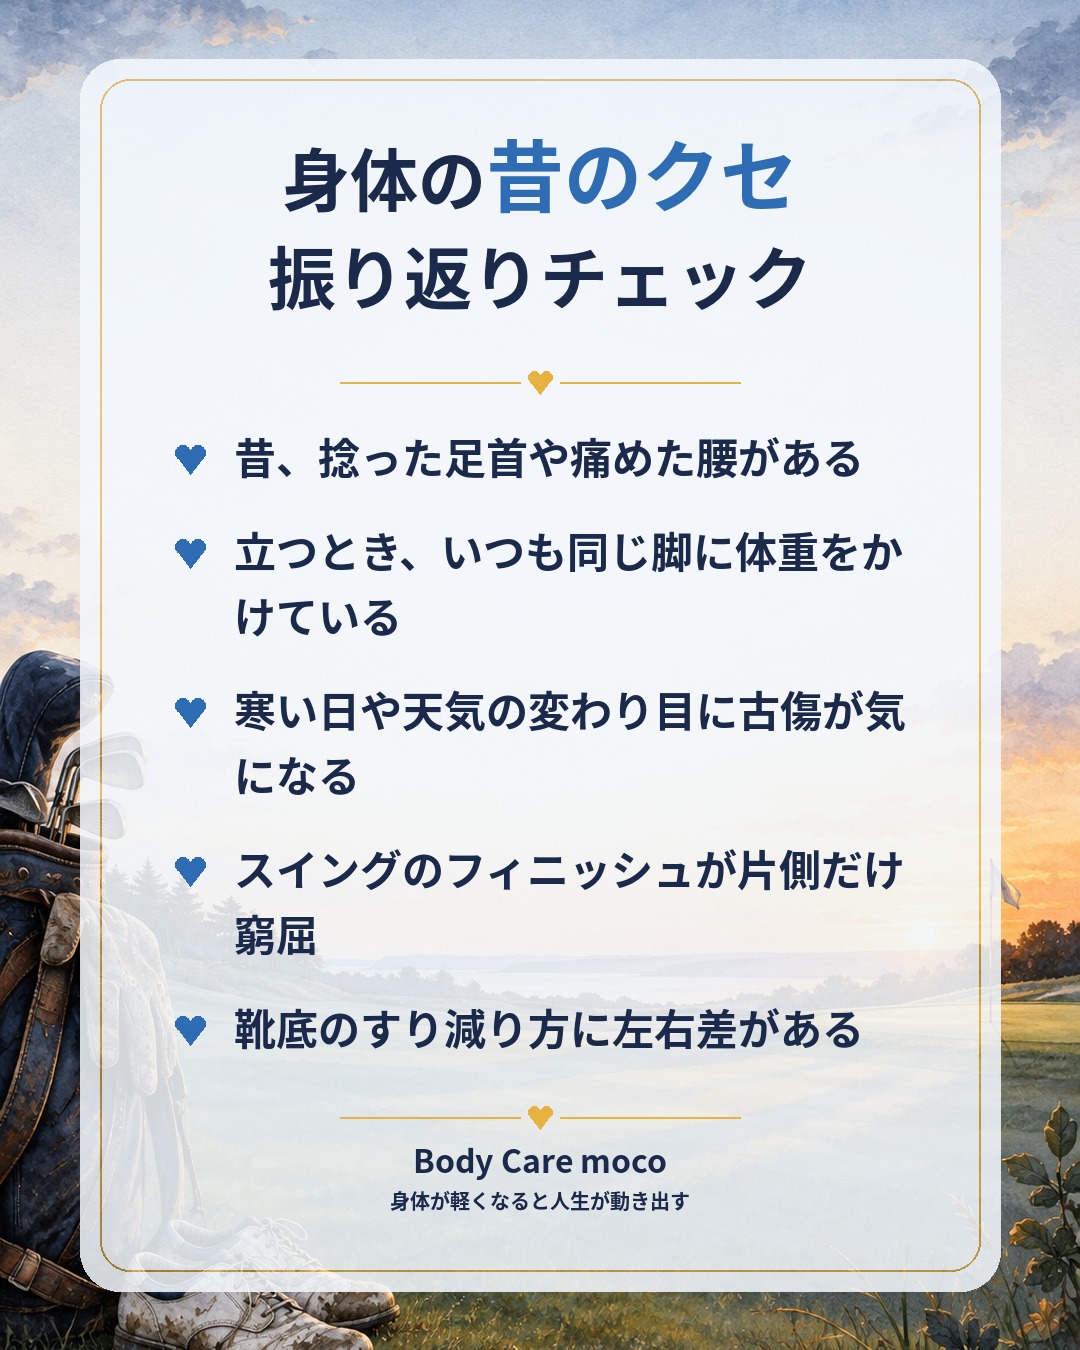 身体の昔のクセ
振り返りチェック
昔、捻った足首や痛めた腰がある
立つとき、いつも同じ脚に体重をか
けている
寒い日や天気の変わり目に古傷が気
になる
スイングのフィニッシュが片側だけ
窮屈
靴底のすり減り方に左右差がある
Body Care moco
身体が軽くなると人生が動き出す